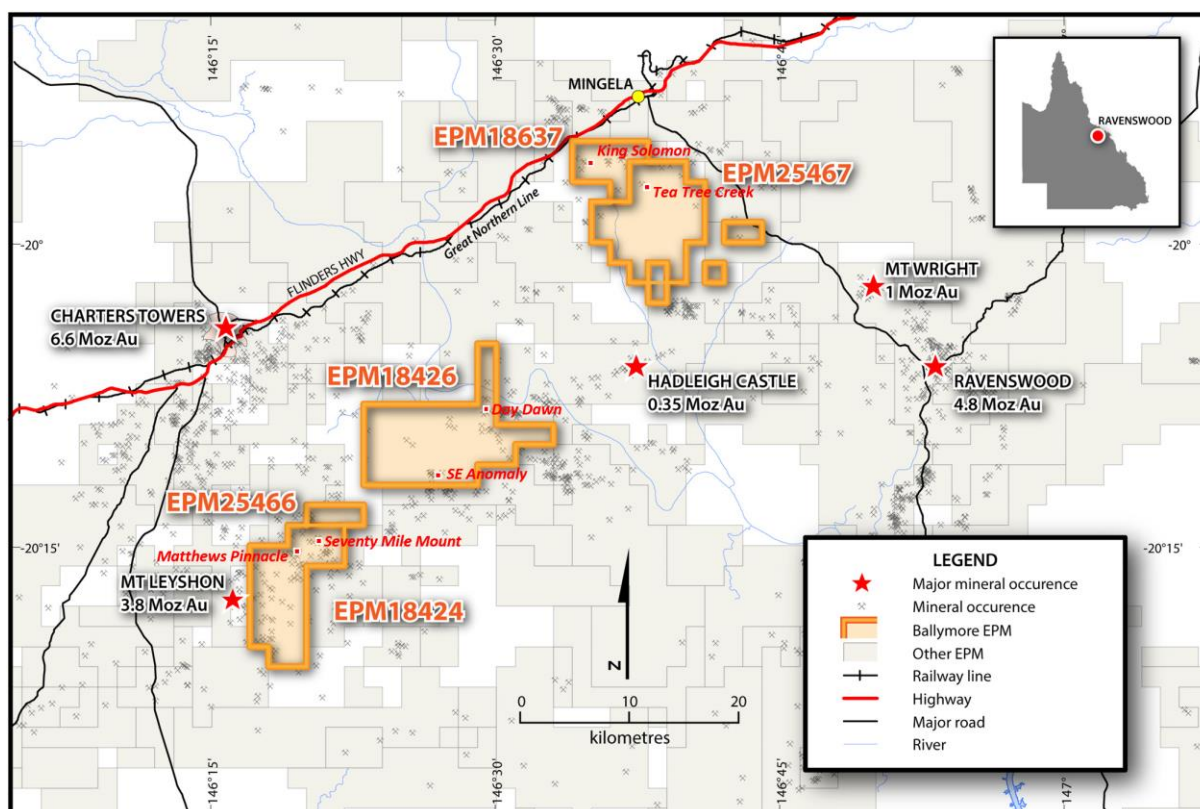 146°15'
146°30'
146°45'
MINGELA
EPM18637
King Solomon
EPM25467
Tea Tree Creek
RAVENSWOOD
-20°
-20°
Great Northern Line
FLINDERS HWY
MT WRIGHT
1 Moz Au
CHARTERS TOWERS
6.6 Moz Au
EPM18426
HADLEIGH CASTLE
0.35 Moz Au
RAVENSWOOD
4.8 Moz Au
Day Dawn
SE Anomaly
EPM25466
Seventy Mile Mount
Matthews Pinnacle
-20°15'
-20°15'
MT LEYSHON
3.8 Moz Au
EPM18424
N
0 10 20
kilometres
LEGEND
Major mineral occurence
Mineral occurence
Ballymore EPM
Other EPM
Railway line
Highway
Major road
River
146°15'
146°30'
146°45'
147°